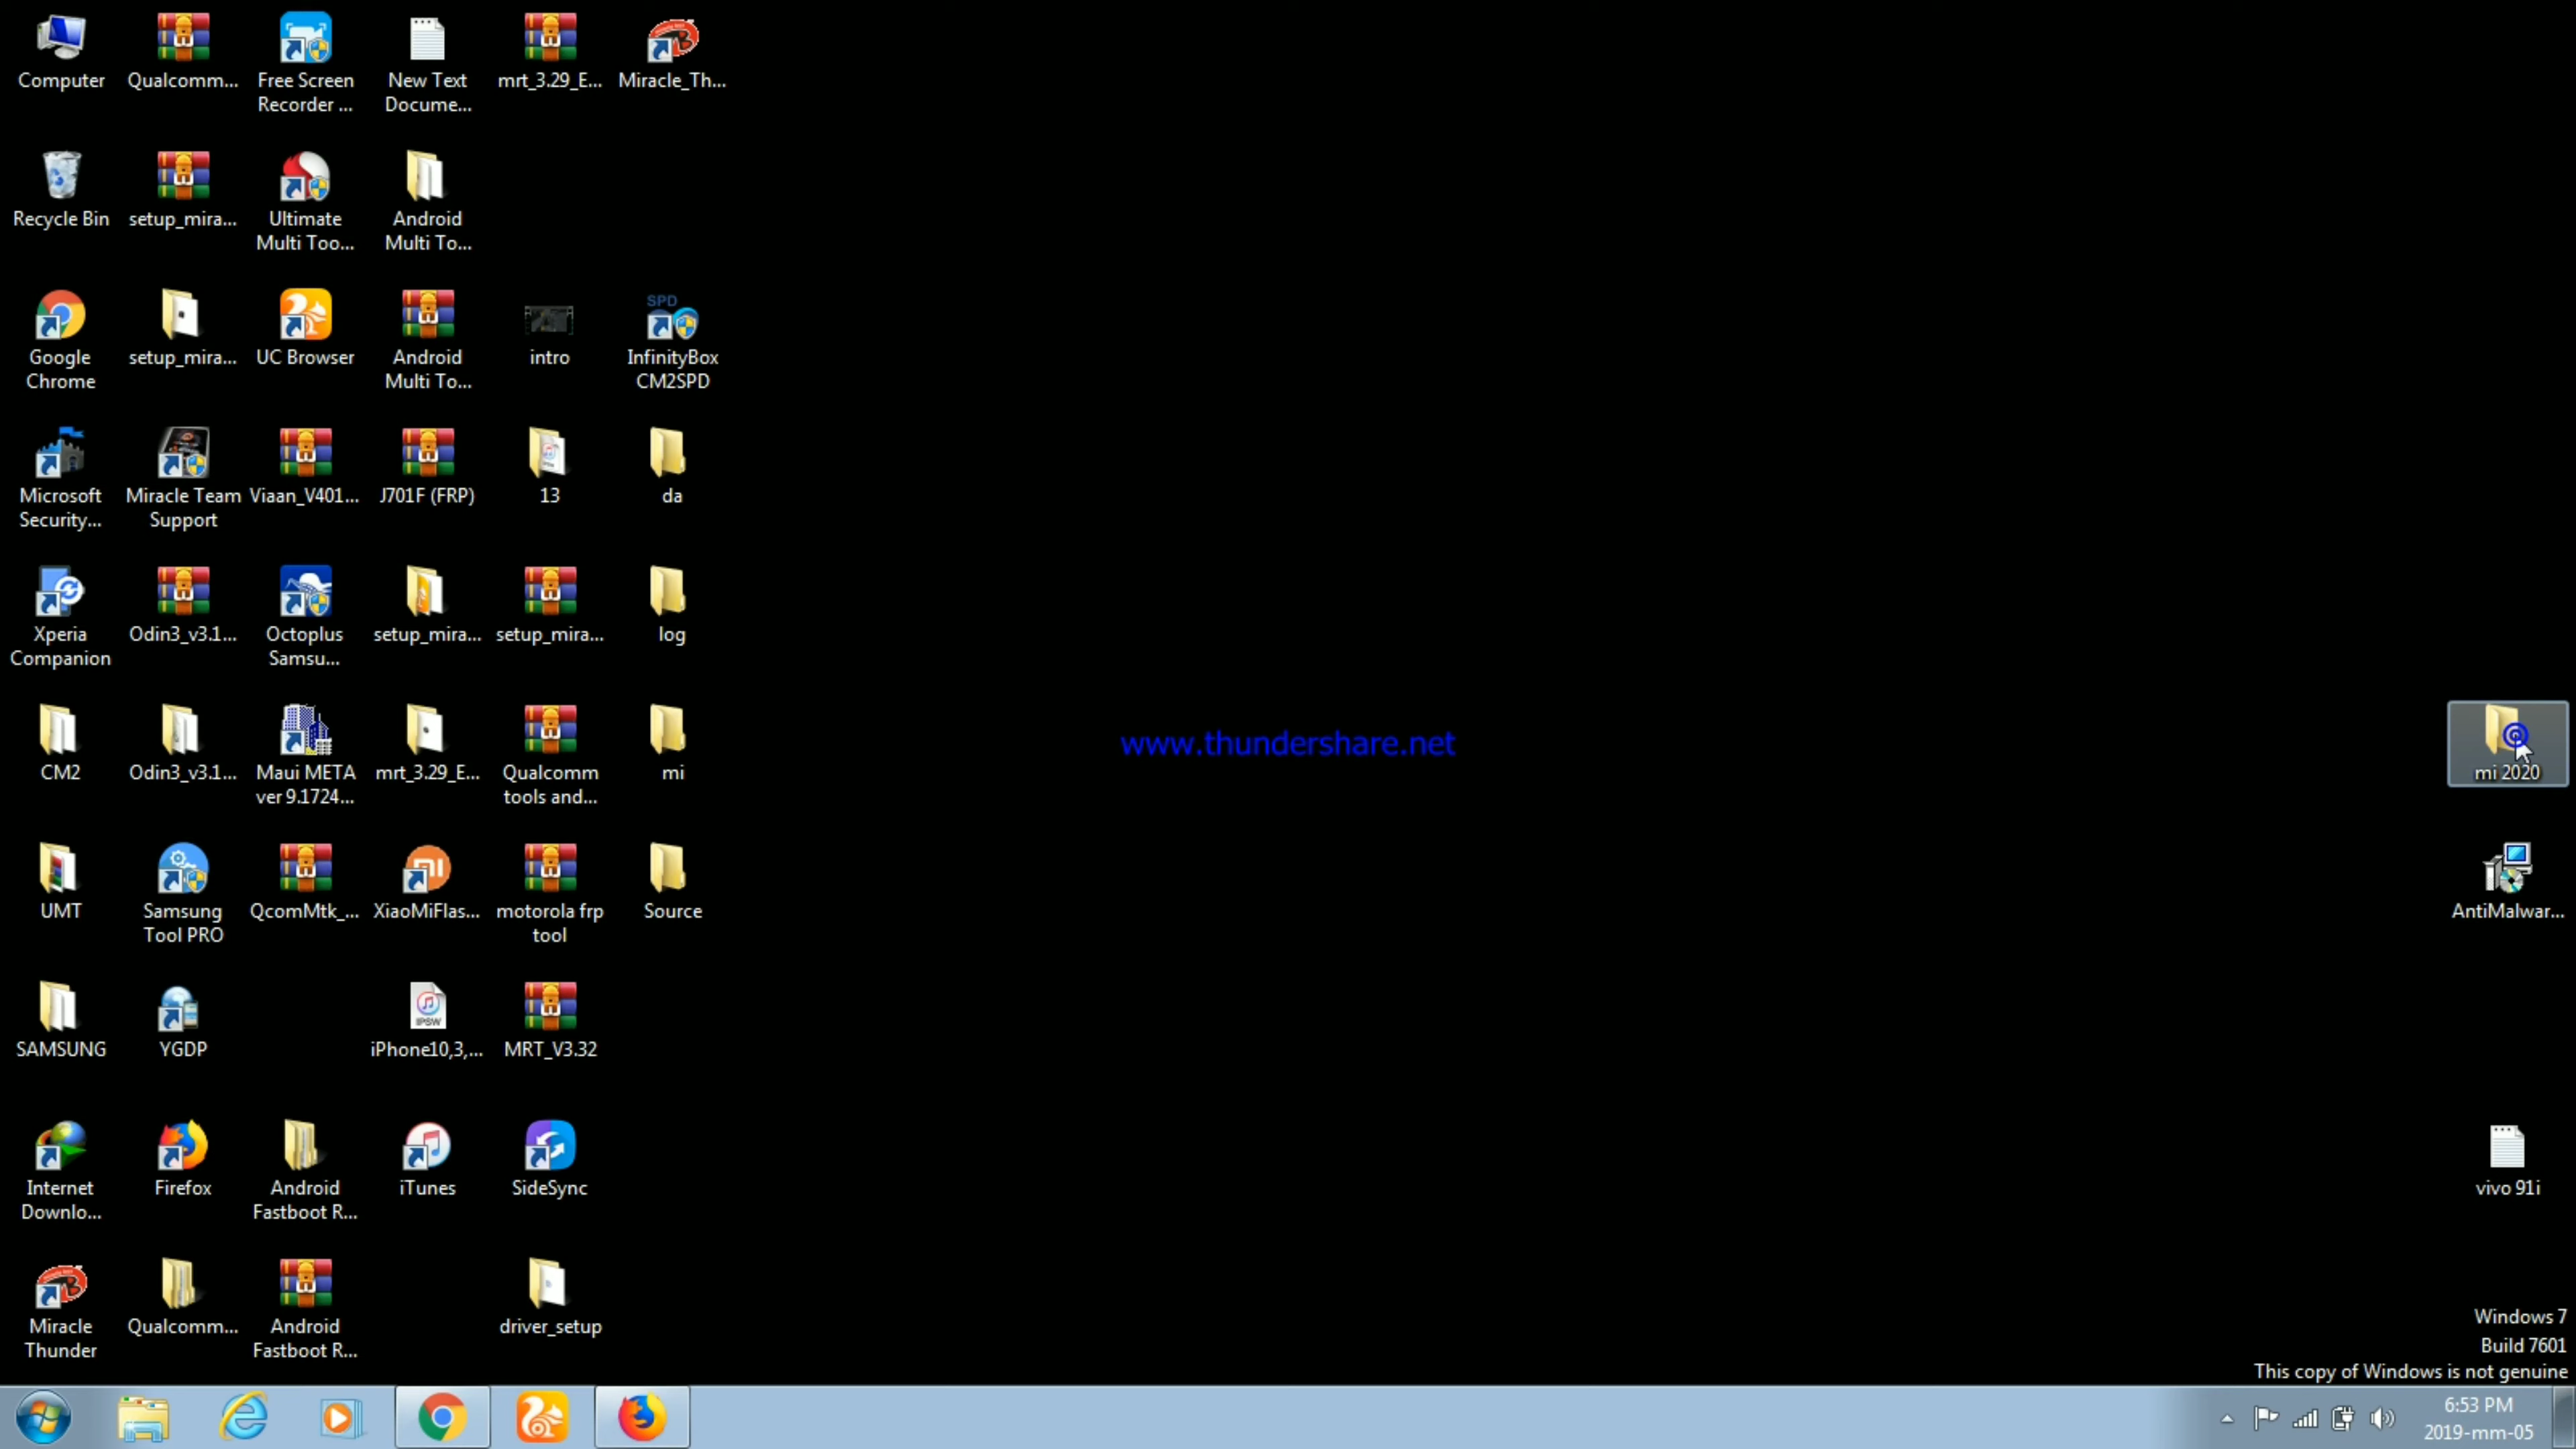 Computer
Qualcomm...
Free Screen
Recorder ...
New Text
Docume...
mrt_3.29_E...
Miracle_Th...
Recycle Bin
setup_mira...
Ultimate
Multi Too...
Android
Multi To...
Google
Chrome
setup_mira...
UC Browser
Android
Multi To...
intro
SPD
InfinityBox
CM2SPD
Microsoft
Security...
Miracle Team
Support
Viaan_V401...
J701F (FRP)
13
da
Xperia
Companion
Odin3_v3.1...
Octoplus
Samsu...
setup_mira...
setup_mira...
log
CM2
Odin3_v3.1...
Maui META
ver 9.1724...
mrt_3.29_E...
Qualcomm
tools and...
mi
www.thundershare.net
mi 2020
UMT
Samsung
Tool PRO
QcomMtk_...
XiaoMiFlas...
motorola frp
tool
Source
AntiMalwar...
SAMSUNG
YGDP
IPSW
iPhone10,3,...
MRT_V3.32
Internet
Downlo...
Firefox
Android
Fastboot R...
iTunes
SideSync
vivo 91i
Miracle
Thunder
Qualcomm...
Android
Fastboot R...
driver_setup
Windows 7
Build 7601
This copy of Windows is not genuine
6:53 PM
2019-mm-05